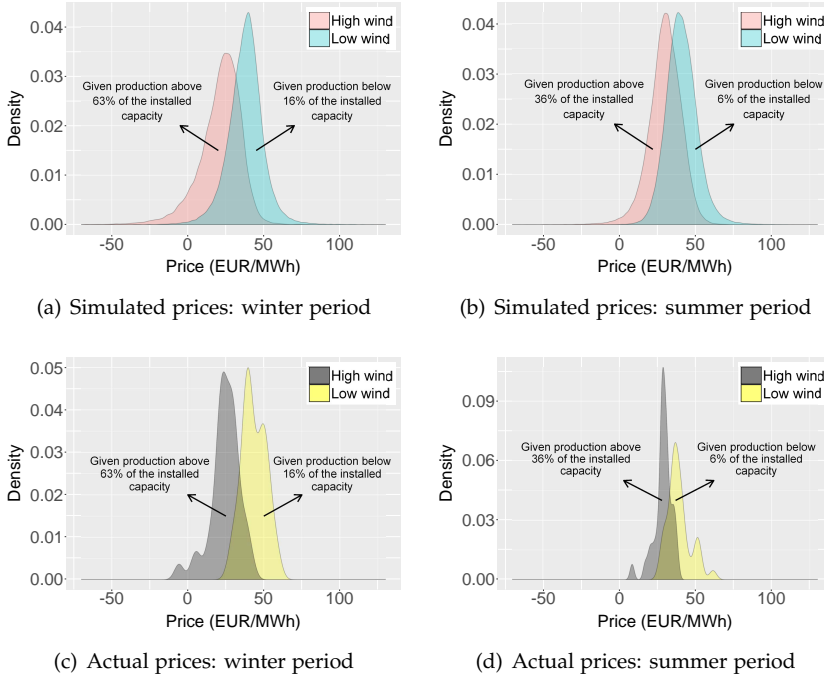 High wind
Low wind
Given production above
63% of the installed
capacity
Given production below
16% of the installed
capacity
Density
0.04
0.03
0.02
0.01
0.00
-50
0
50
100
Price (EUR/MWh)
(a) Simulated prices: winter period
High wind
Low wind
Given production above
36% of the installed
capacity
Given production below
6% of the installed
capacity
Density
0.04
0.03
0.02
0.01
0.00
-50
0
50
100
Price (EUR/MWh)
(b) Simulated prices: summer period
High wind
Low wind
Given production above
63% of the installed
capacity
Given production below
16% of the installed
capacity
Density
0.05
0.04
0.03
0.02
0.01
0.00
-50
0
50
100
Price (EUR/MWh)
(c) Actual prices: winter period
High wind
Low wind
Given production above
36% of the installed
capacity
Given production below
6% of the installed
capacity
Density
0.09
0.06
0.03
0.00
-50
0
50
100
Price (EUR/MWh)
(d) Actual prices: summer period